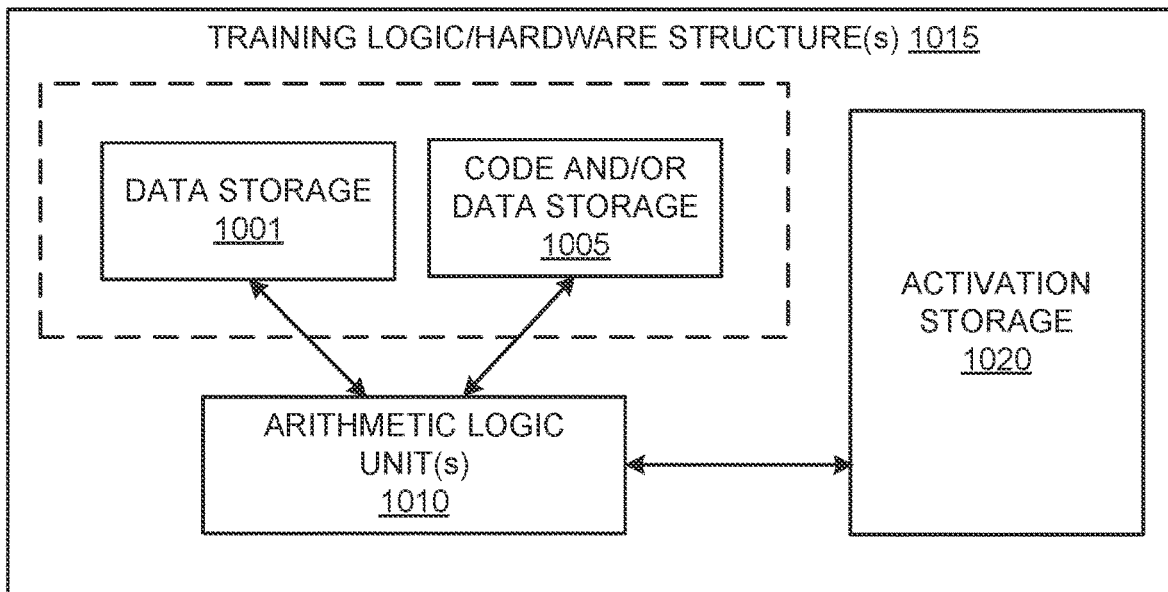 TRAINING LOGIC/HARDWARE STRUCTURE(s) 1015
DATA STORAGE
1001
CODE AND/OR
DATA STORAGE
1005
ACTIVATION
STORAGE
1020
ARITHMETIC LOGIC
UNIT(s)
1010